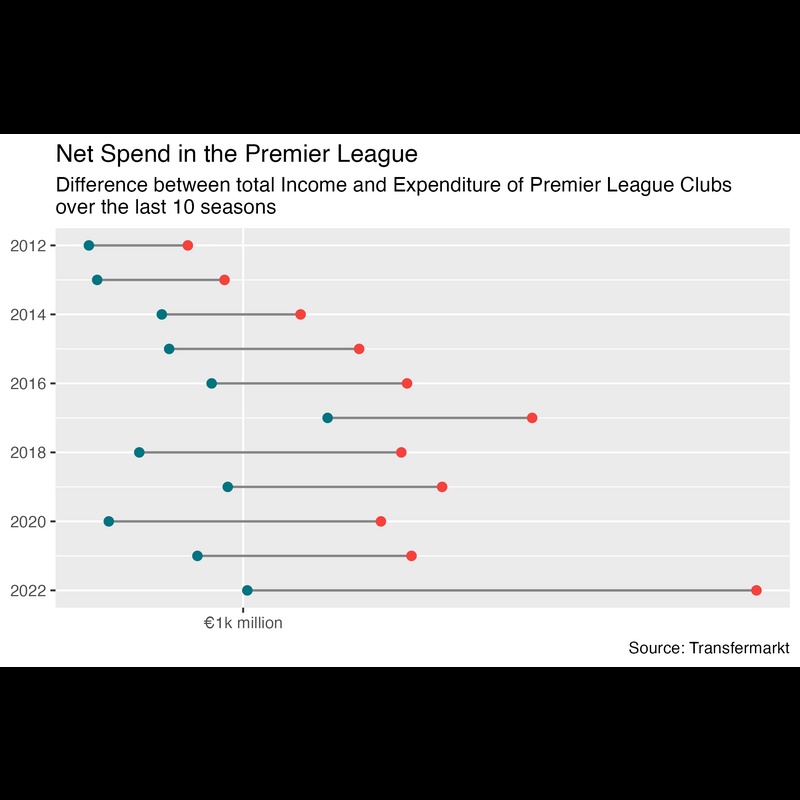 Net Spend in the Premier League
Difference between total Income and Expenditure of Premier League Clubs
over the last 10 seasons
2012
2014
2016
2018
2020
2022
€1k million
Source: Transfermarkt